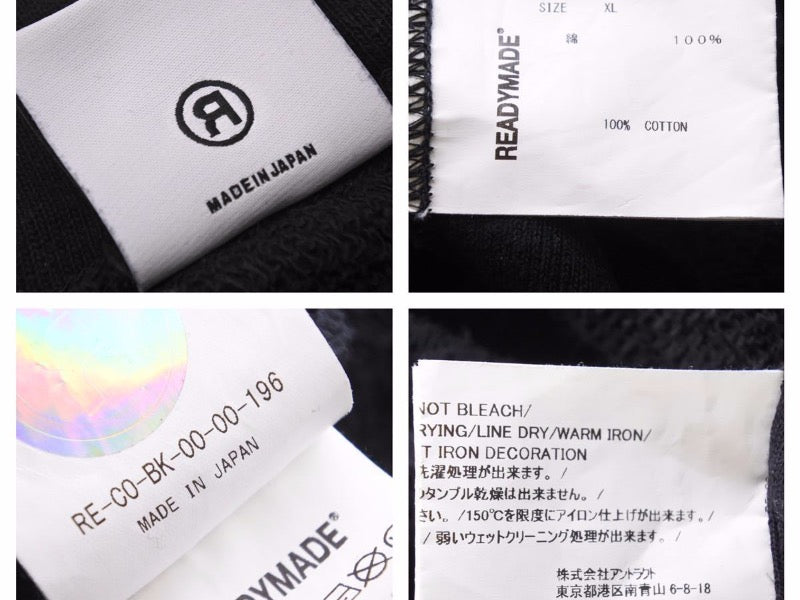 R
MADE IN JAPAN
SIZE XL
綿 100%
READYMADE®
100% COTTON
RE-CO-BK-00-00-196
MADE IN JAPAN
READYMADE®
NOT BLEACH/
RYING/LINE DRY/WARM IRON/
T IRON DECORATION
洗濯処理が出来ます。/
タンブル乾燥は出来ません。/
さい。/150℃を限度にアイロン仕上げが出来ます。/
/ 弱いウェットクリーニング処理が出来ます。/
株式会社アントラクト
東京都港区南青山 6-8-18